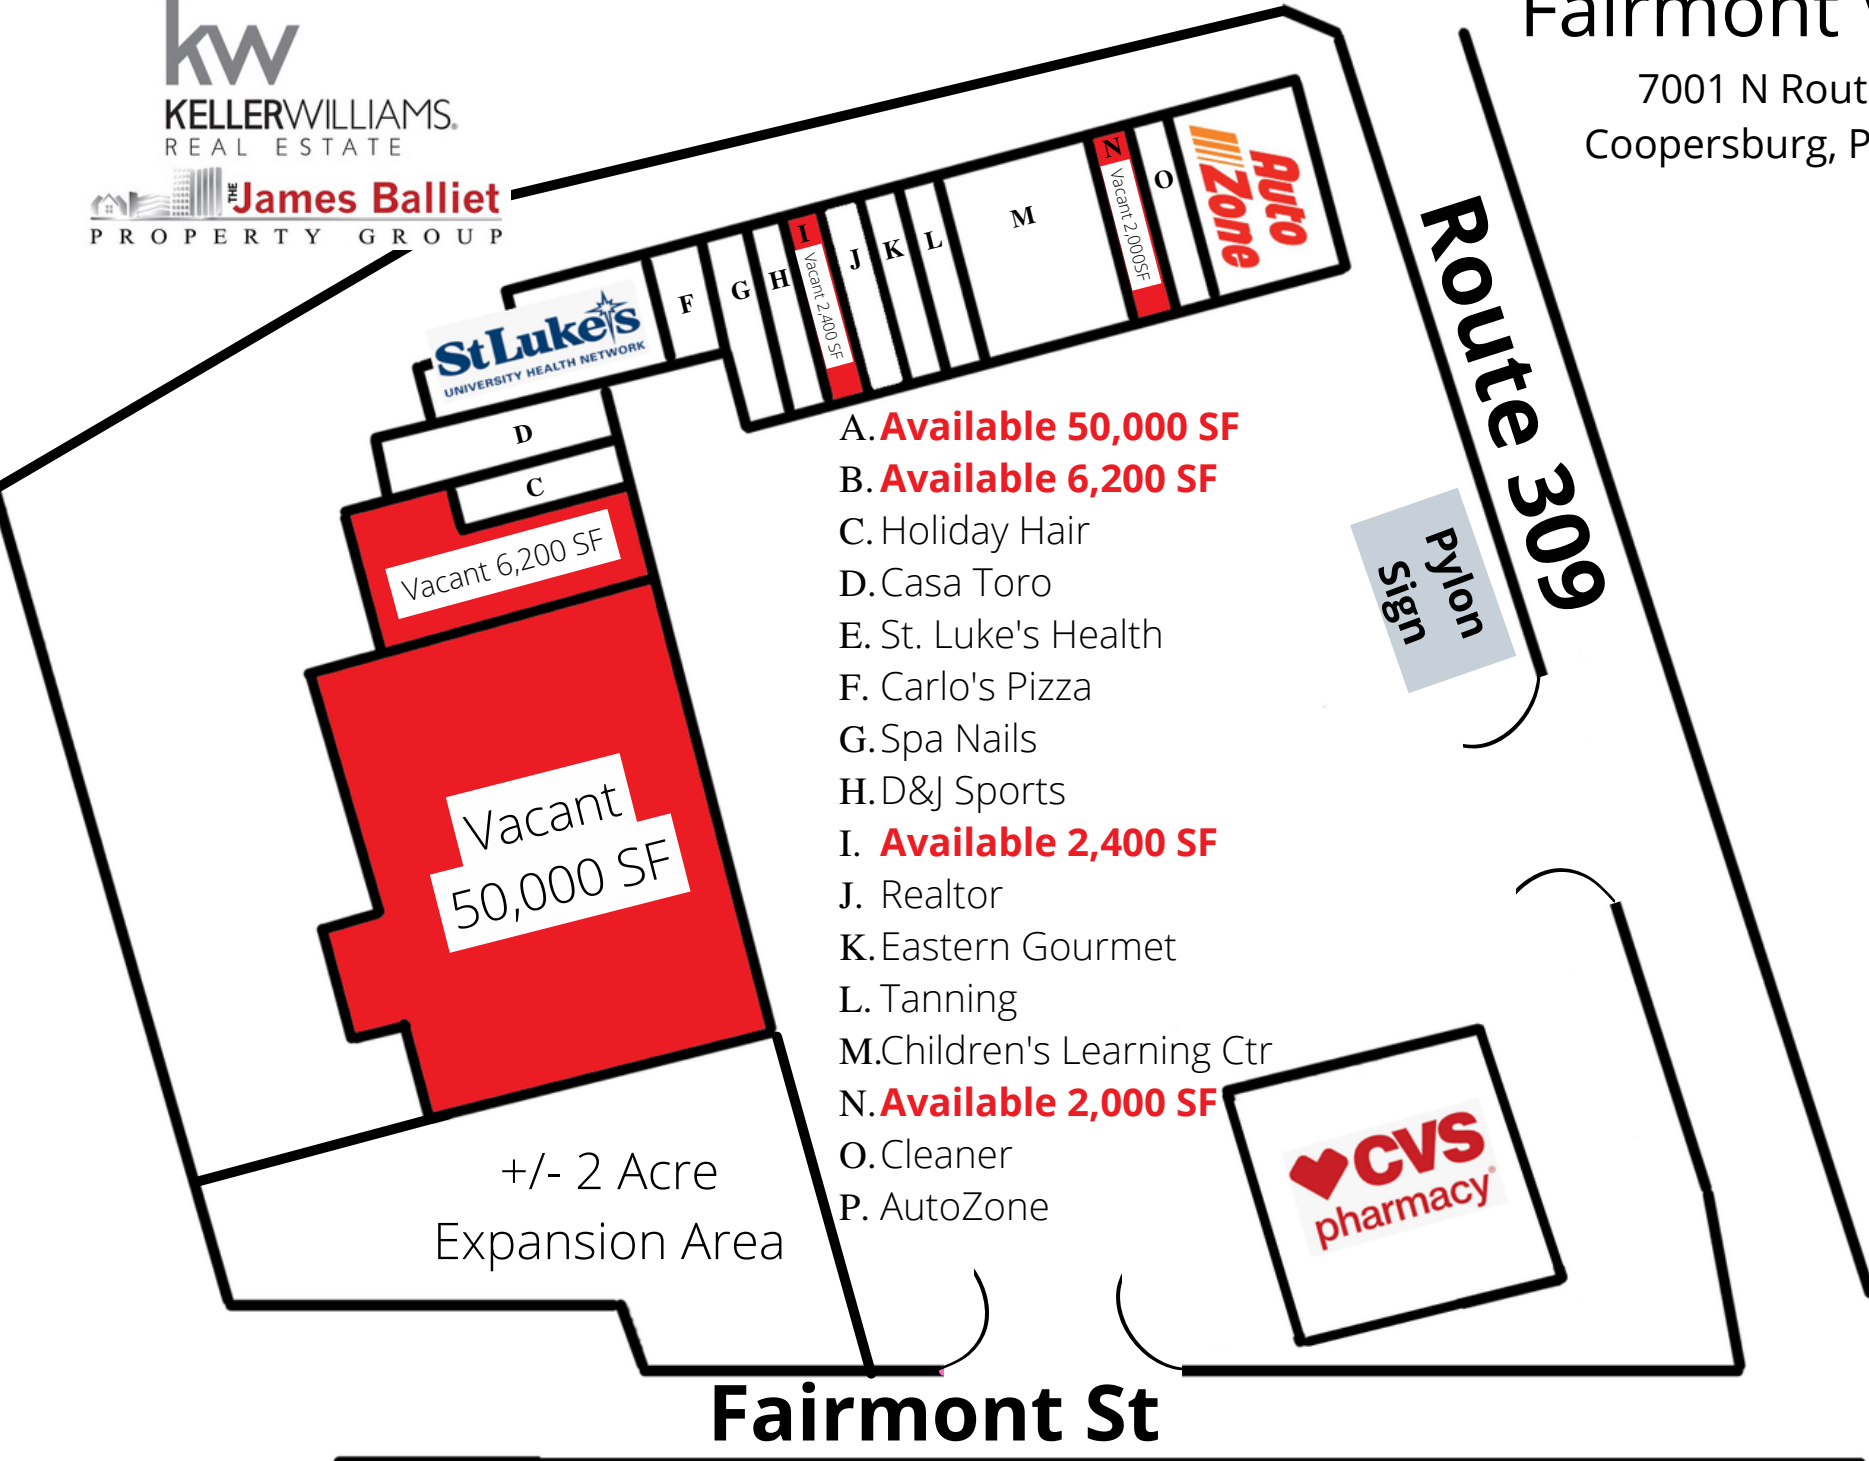 kw
KELLERWILLIAMS.
REAL ESTATE
THE James Balliet
PROPERTY GROUP
Fairmont
7001 N Rout
Coopersburg, P
Route 309
Pylon
Sign
Auto
Zone
O
N
Vacant 2,000SF
M
L
K
J
I
Vacant 2,400 SF
H
G
F
StLuke's
UNIVERSITY HEALTH NETWORK
D
C
Vacant 6,200 SF
Vacant
50,000 SF
A. Available 50,000 SF
B. Available 6,200 SF
C. Holiday Hair
D. Casa Toro
E. St. Luke's Health
F. Carlo's Pizza
G. Spa Nails
H. D&J Sports
I. Available 2,400 SF
J. Realtor
K. Eastern Gourmet
L. Tanning
M. Children's Learning Ctr
N. Available 2,000 SF
O. Cleaner
P. AutoZone
CVS
pharmacy
+/- 2 Acre
Expansion Area
Fairmont St